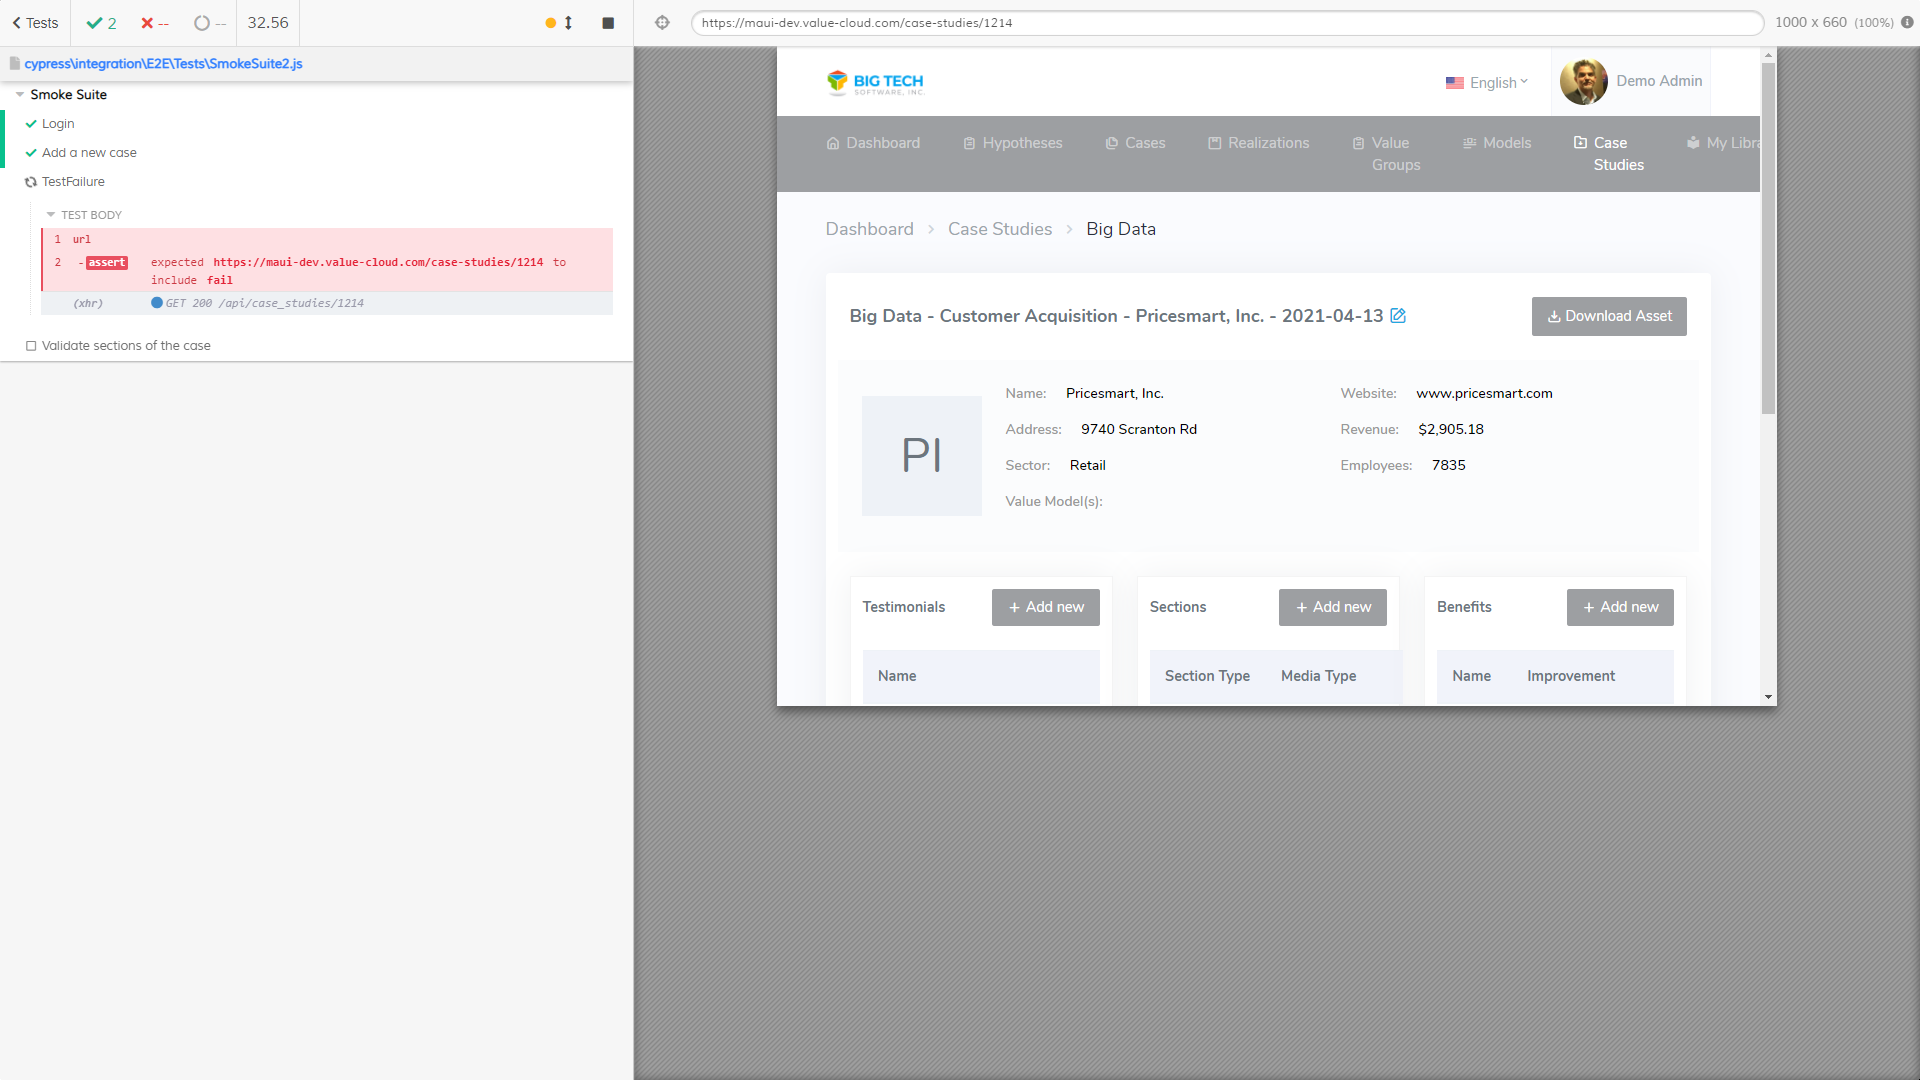 Tests
2
--
--
32.56
https://maui-dev.value-cloud.com/case-studies/1214
1000 x 660 (100%)
cypress\integration\E2E\Tests\SmokeSuite2.js
Smoke Suite
Login
Add a new case
TestFailure
TEST BODY
1 url
2 - assert expected https://maui-dev.value-cloud.com/case-studies/1214 to
include fail
(xhr) GET 200 /api/case_studies/1214
Validate sections of the case
BIG TECH
SOFTWARE, INC.
English
Demo Admin
Dashboard
Hypotheses
Cases
Realizations
Value
Groups
Models
Case
Studies
My Libra
Dashboard > Case Studies > Big Data
Big Data - Customer Acquisition - Pricesmart, Inc. - 2021-04-13
Download Asset
PI
Name: Pricesmart, Inc.
Address: 9740 Scranton Rd
Sector: Retail
Value Model(s):
Website: www.pricesmart.com
Revenue: $2,905.18
Employees: 7835
Testimonials
+ Add new
Name
Sections
+ Add new
Section Type Media Type
Benefits
+ Add new
Name Improvement